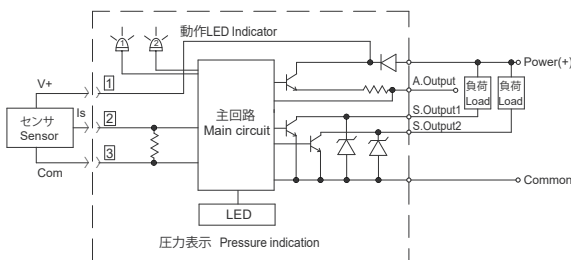 動作LED Indicator
1
2
Power(+)
V+
1
A.Output
負荷
Load
負荷
Load
センサ
Sensor
Is
2
主回路
Main circuit
S.Output1
S.Output2
3
Com
Common
LED
圧力表示 Pressure indication